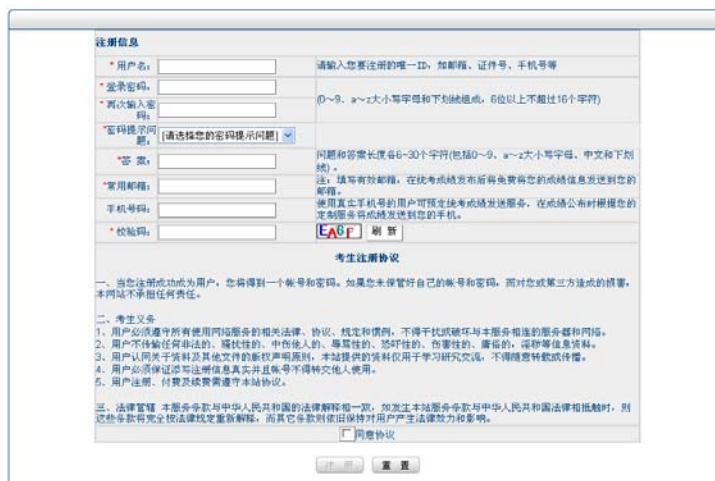 注册信息
*用户名：
请输入您要注册的唯一ID，如邮箱、证件号、手机号等
*登录密码：
(0～9、a～z大小写字母和下划线组成，6位以上不超过16个字符)
*再次输入密
码：
*密码提示问
题：
[请选择您的密码提示问题]
*答 案：
问题和答案长度各6-30个字符(包括0～9、a～z大小写字母、中文和下划
线)。
*常用邮箱：
注：填写有效邮箱，在统考成绩发布后将免费将您的成绩信息发送到您的
邮箱。
手机号码：
使用真实手机号的用户可预定统考成绩发送服务，在成绩公布时根据您的
定制服务将成绩发送到您的手机。
*校验码：
EA6F 刷 新
考生注册协议
一、当您注册成功成为用户，您将得到一个帐号和密码。如果您未保管好自己的帐号和密码，而对您或第三方造成的损害，
本网站不承担任何责任。
二、考生义务
1、用户必须遵守所有使用网络服务的相关法律、协议、规定和惯例，不得干扰或破坏与本服务相连的服务器和网络。
2、用户不传输任何非法的、骚扰性的、中伤他人的、辱骂性的、恐吓性的、伤害性的、庸俗的，淫秽等信息资料。
3、用户认同关于资料及其他文件的版权声明原则，本站提供的资料仅用于学习研究交流，不得随意转载或传播。
4、用户必须保证添写注册信息真实并且帐号不得转交他人使用。
5、用户注册、付费及续费需遵守本站协议。
三、法律管辖 本服务条款与中华人民共和国的法律解释相一致，如发生本站服务条款与中华人民共和国法律相抵触时，则
这些条款将完全按法律规定重新解释，而其它条款则依旧保持对用户产生法律效力和影响。
同意协议
注 册 重 置